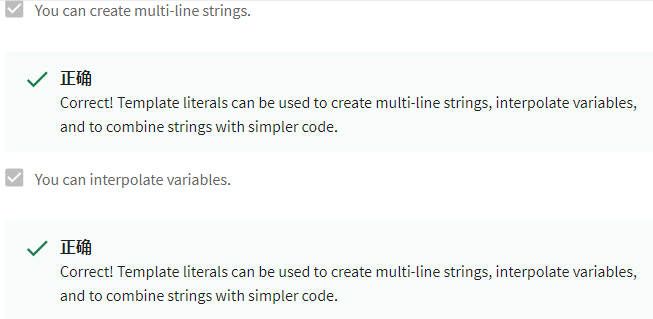 You can create multi-line strings.
正确
Correct! Template literals can be used to create multi-line strings, interpolate variables,
and to combine strings with simpler code.
You can interpolate variables.
正确
Correct! Template literals can be used to create multi-line strings, interpolate variables,
and to combine strings with simpler code.